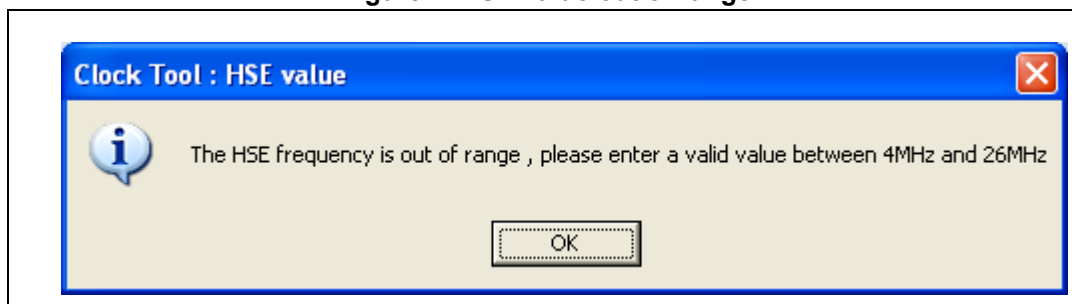 Clock Tool : HSE value
The HSE frequency is out of range , please enter a valid value between 4MHz and 26MHz
OK